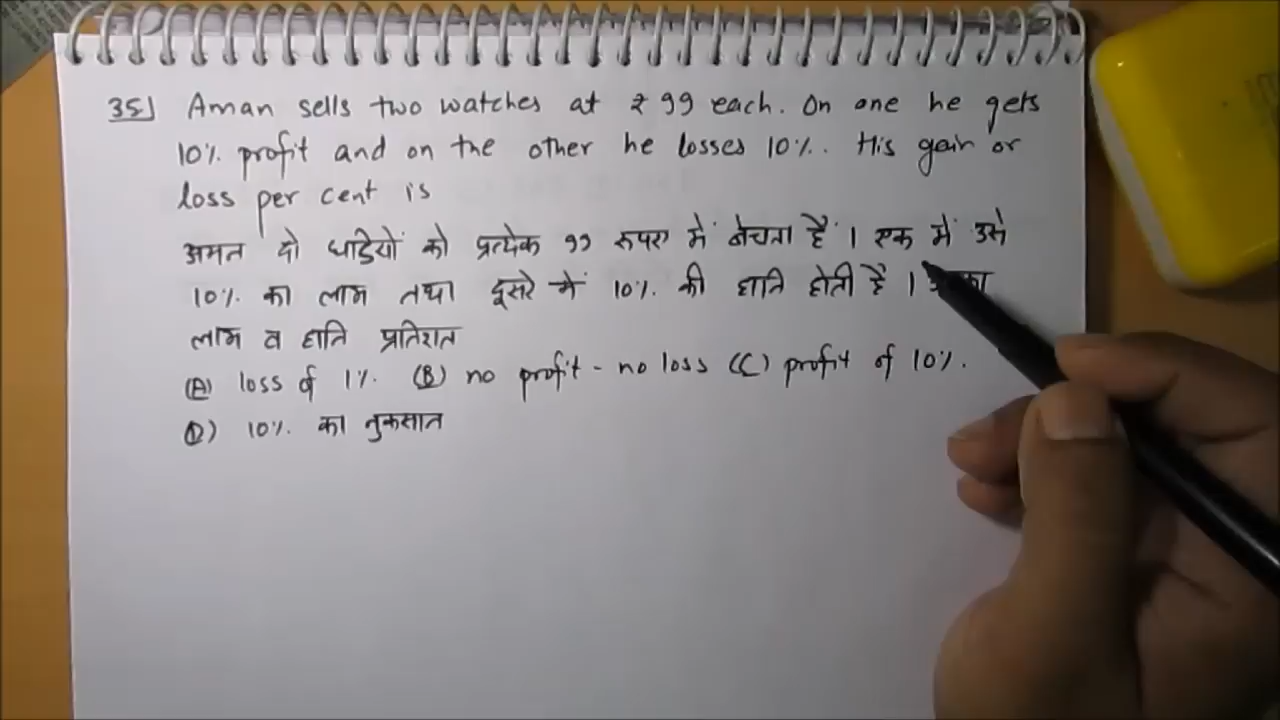 35] Aman sells two watches at ₹ 99 each. On one he gets
10% profit and on the other he losses 10%. His gain or
loss per cent is
अमन दो घडियों को प्रत्येक 99 रुपए में बेचता है । एक में उसे
10% का लाभ तथा दूसरे में 10% की हानि होती है ।
लाभ व हानि प्रतिशत
(A) loss of 1% (B) no profit - no loss (C) profit of 10%.
(D) 10% का नुकसान